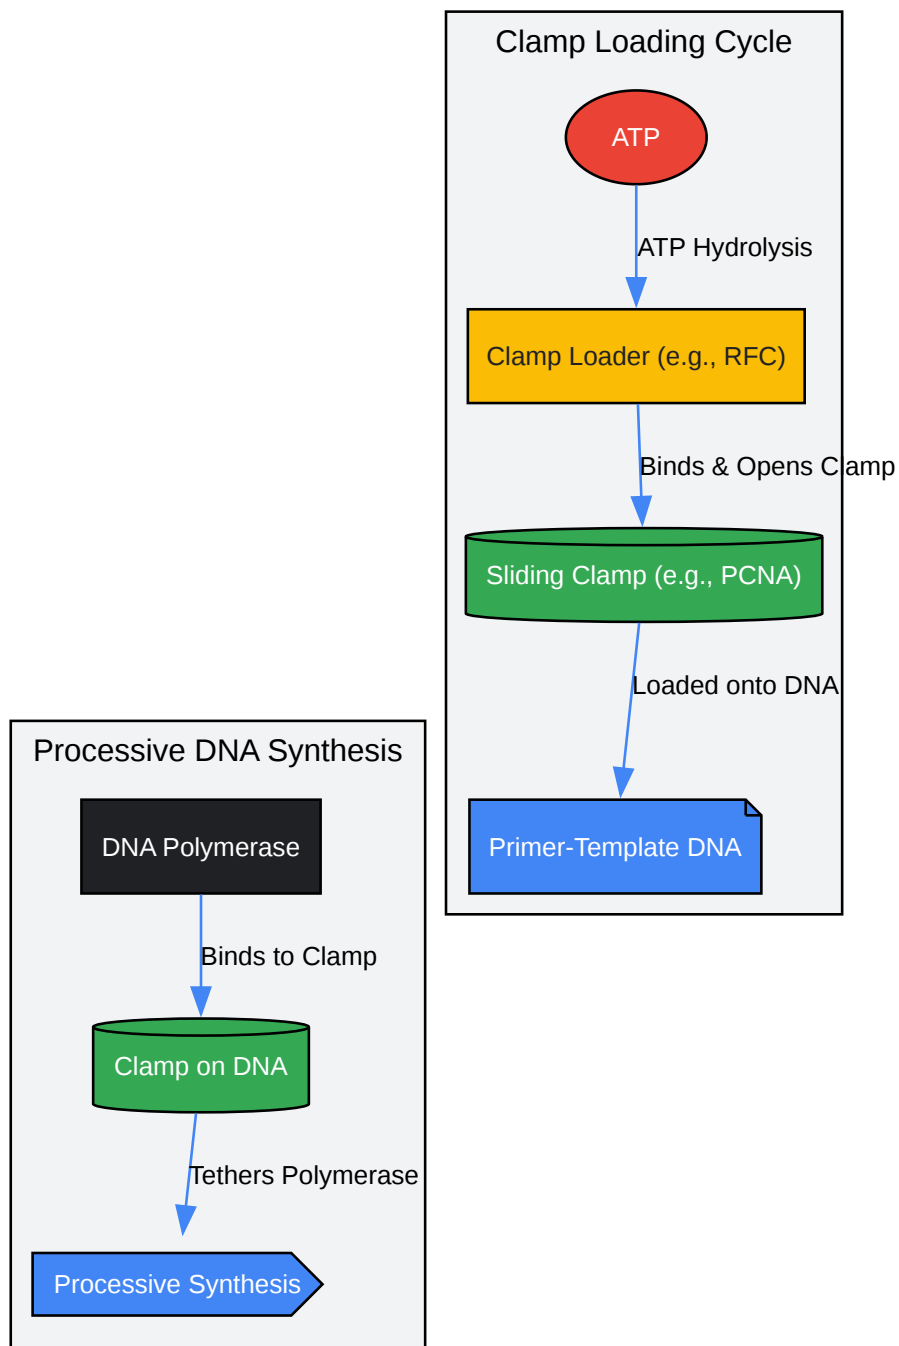 Clamp Loading Cycle
ATP
ATP Hydrolysis
Clamp Loader (e.g., RFC)
Binds & Opens Clamp
Sliding Clamp (e.g., PCNA)
Loaded onto DNA
Primer-Template DNA
Processive DNA Synthesis
DNA Polymerase
Binds to Clamp
Clamp on DNA
Tethers Polymerase
Processive Synthesis